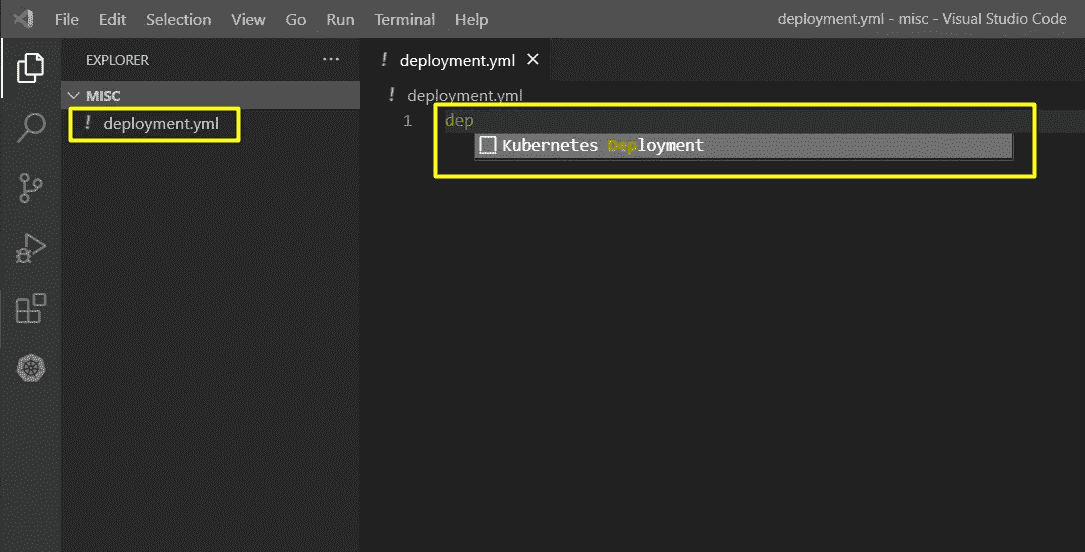 File Edit Selection View Go Run Terminal Help deployment.yml - misc - Visual Studio Code
EXPLORER ...
MISC
! deployment.yml
! deployment.yml ×
! deployment.yml
1 dep
Kubernetes Deployment